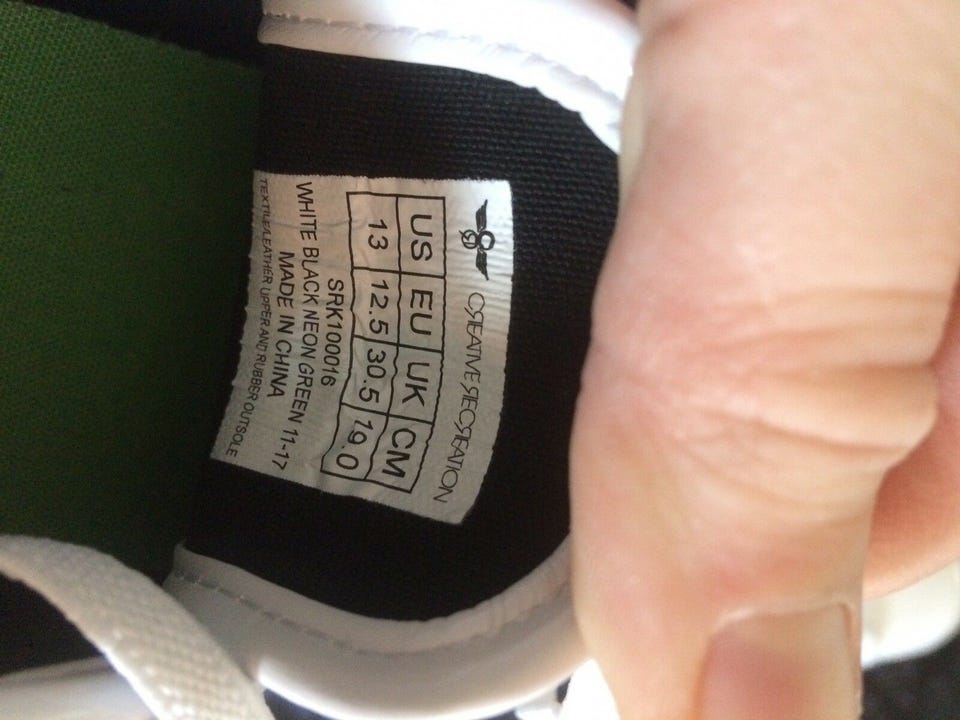 CREATIVE RECREATION
US EU UK CM
13 12.5 30.5 19.0
SRK100016
WHITE BLACK NEON GREEN 11-17
MADE IN CHINA
TEXTILE/LEATHER UPPER AND RUBBER OUTSOLE